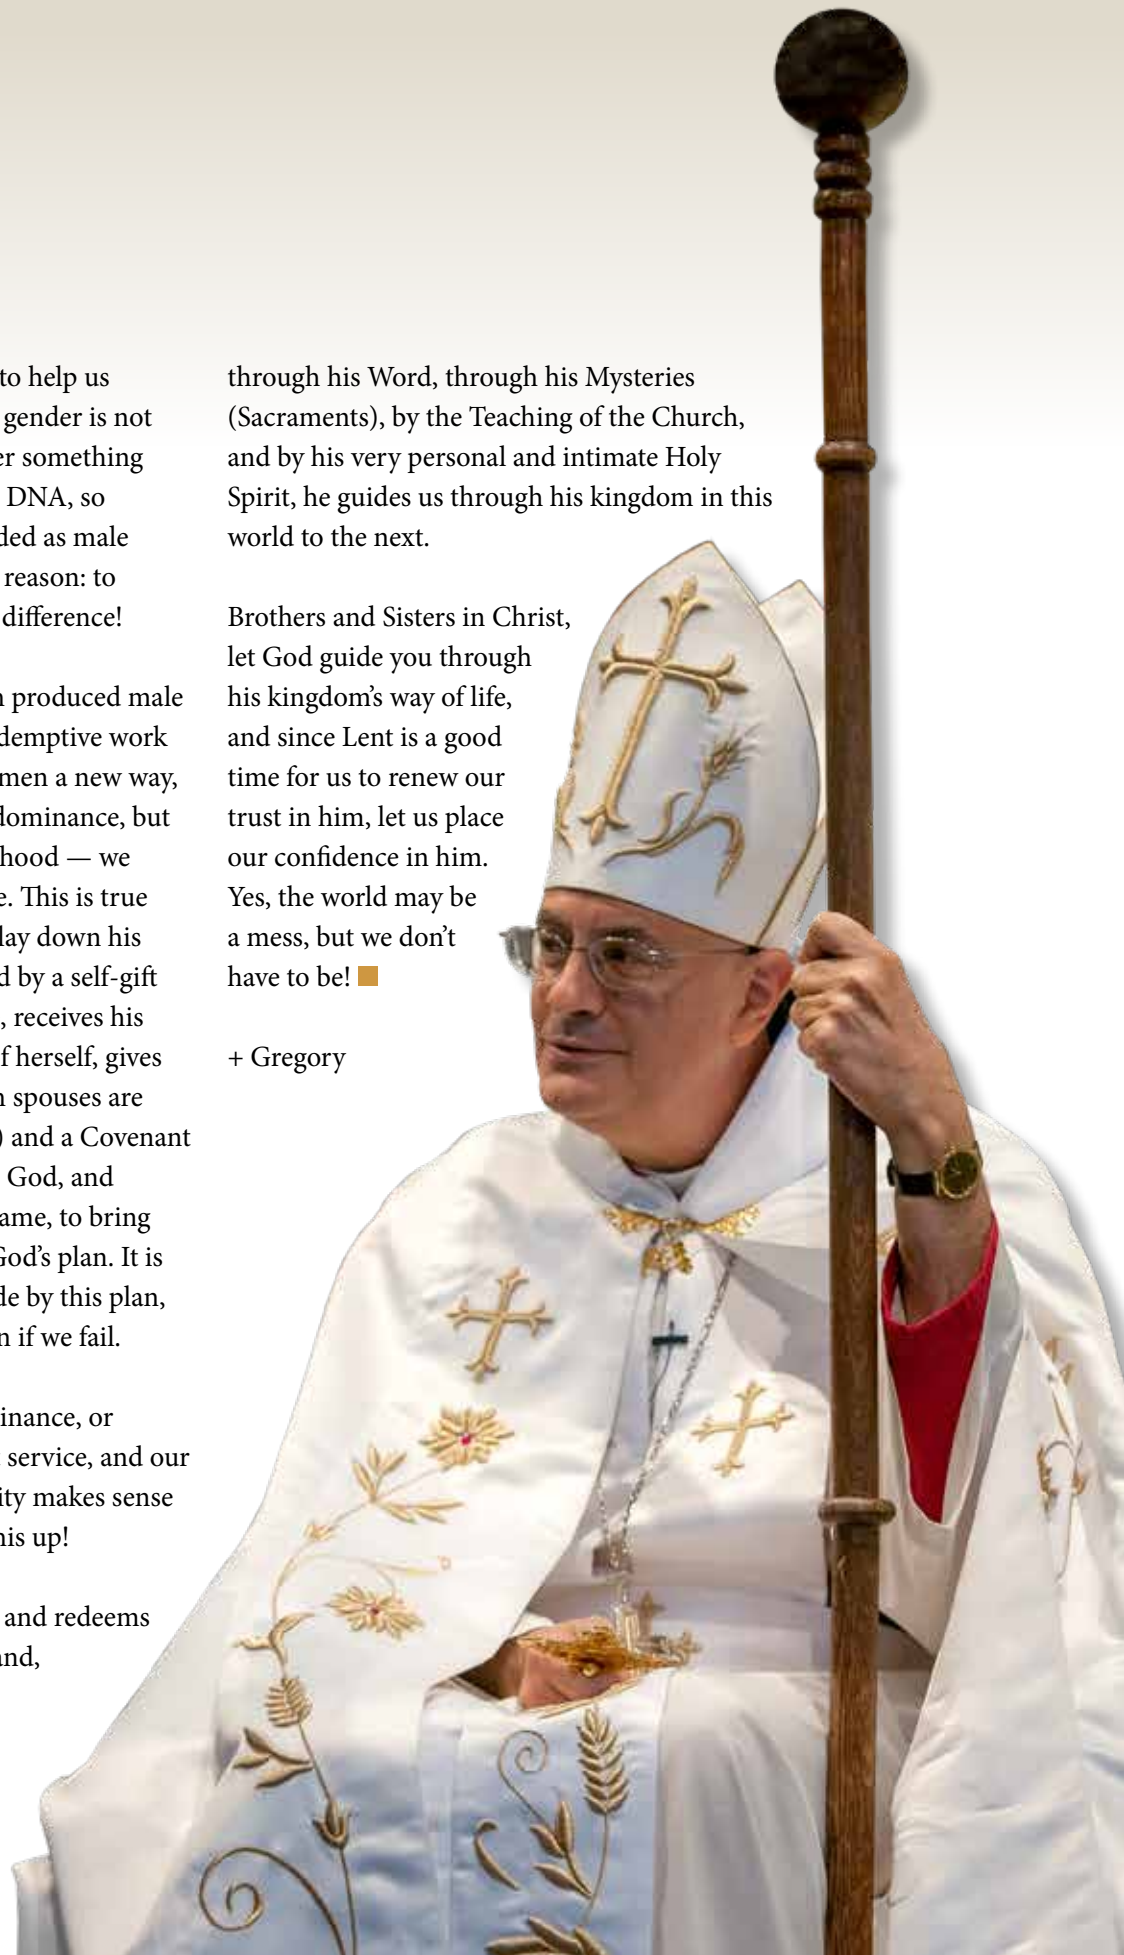 to help us
gender is not
er something
DNA, so
ded as male
reason: to
difference!
n produced male
demptive work
men a new way,
dominance, but
hood — we
e. This is true
lay down his
d by a self-gift
, receives his
f herself, gives
n spouses are
) and a Covenant
God, and
ame, to bring
God’s plan. It is
de by this plan,
n if we fail.
inance, or
service, and our
ity makes sense
his up!
and redeems
and,
through his Word, through his Mysteries
(Sacraments), by the Teaching of the Church,
and by his very personal and intimate Holy
Spirit, he guides us through his kingdom in this
world to the next.
Brothers and Sisters in Christ,
let God guide you through
his kingdom’s way of life,
and since Lent is a good
time for us to renew our
trust in him, let us place
our confidence in him.
Yes, the world may be
a mess, but we don’t
have to be!
+ Gregory